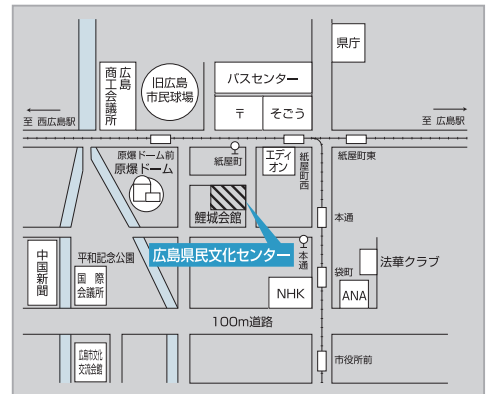 県庁
広島
商工会議所
旧広島
市民球場
バスセンター
〒
そごう
至 西広島駅
至 広島駅
原爆ドーム前
原爆ドーム
紙屋町
エディ
オン
紙屋町西
紙屋町東
鯉城会館
本通
広島県民文化センター
本通
中国新聞
平和記念公園
国際
会議所
法華クラブ
袋町
NHK
ANA
100m道路
広島市文化
交流会館
市役所前